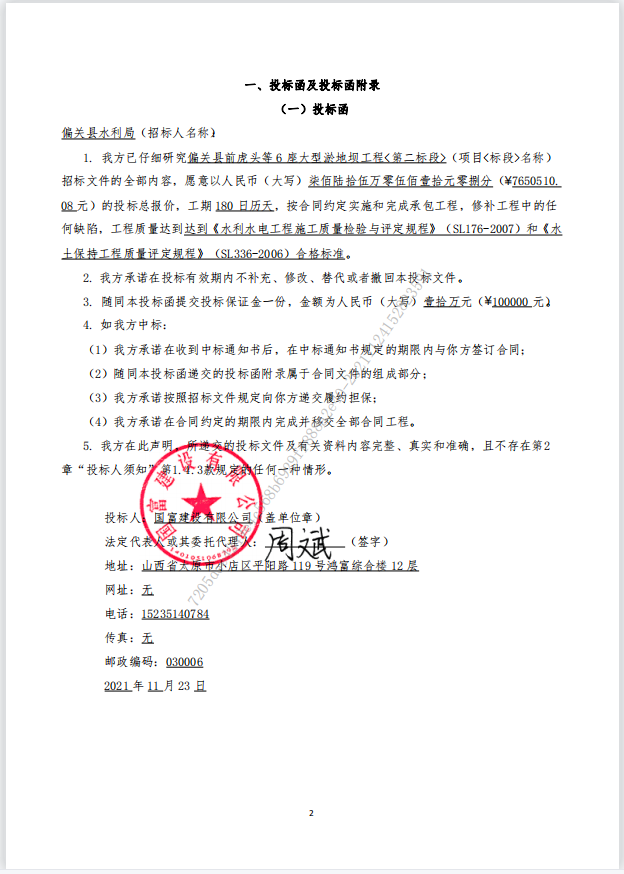 一、投标函及投标函附录
（一）投标函
偏关县水利局（招标人名称）：
1. 我方已仔细研究偏关县前虎头等6座大型淤地坝工程<第二标段>（项目<标段>名称）
招标文件的全部内容，愿意以人民币（大写）柒佰陆拾伍万零伍佰壹拾元零捌分（¥7650510.
08元）的投标总报价，工期180日历天，按合同约定实施和完成承包工程，修补工程中的任
何缺陷，工程质量达到达到《水利水电工程施工质量检验与评定规程》（SL176-2007）和《水
土保持工程质量评定规程》（SL336-2006）合格标准。
2. 我方承诺在投标有效期内不补充、修改、替代或者撤回本投标文件。
3. 随同本投标函提交投标保证金一份，金额为人民币（大写）壹拾万元（¥100000元）。
4. 如我方中标：
（1）我方承诺在收到中标通知书后，在中标通知书规定的期限内与你方签订合同；
（2）随同本投标函递交的投标函附录属于合同文件的组成部分；
（3）我方承诺按照招标文件规定向你方递交履约担保；
（4）我方承诺在合同约定的期限内完成并移交全部合同工程。
5. 我方在此声明，所递交的投标文件及有关资料内容完整、真实和准确，且不存在第2
章“投标人须知”第1.4.3款规定的任何一种情形。
投标人：国富建设有限公司（盖单位章）
国富建设有限公司
法定代表人或其委托代理人：周斌（签字）
地址：山西省太原市小店区平阳路119号鸿富综合楼12层
网址：无
电话：15235140784
传真：无
邮政编码：030006
2021年11月23日
2